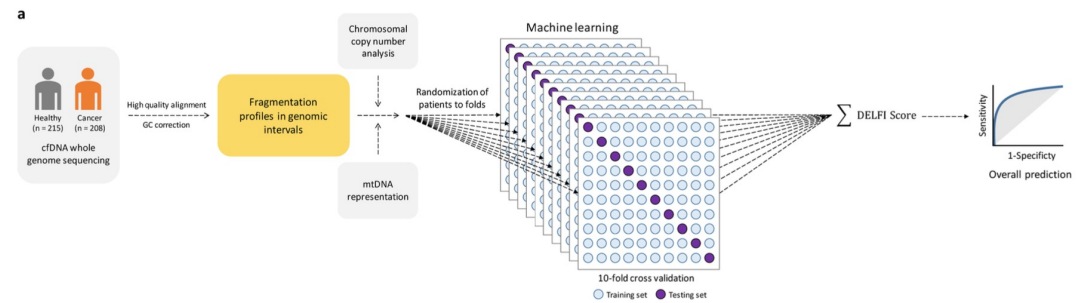 a
Healthy
(n = 215)
Cancer
(n = 208)
cfDNA whole
genome sequencing
High quality alignment
GC correction
Fragmentation
profiles in genomic
intervals
Chromosomal
copy number
analysis
mtDNA
representation
Randomization of
patients to folds
Machine learning
10-fold cross validation
Training set
Testing set
∑ DELFI Score
Sensitivity
1-Specificty
Overall prediction